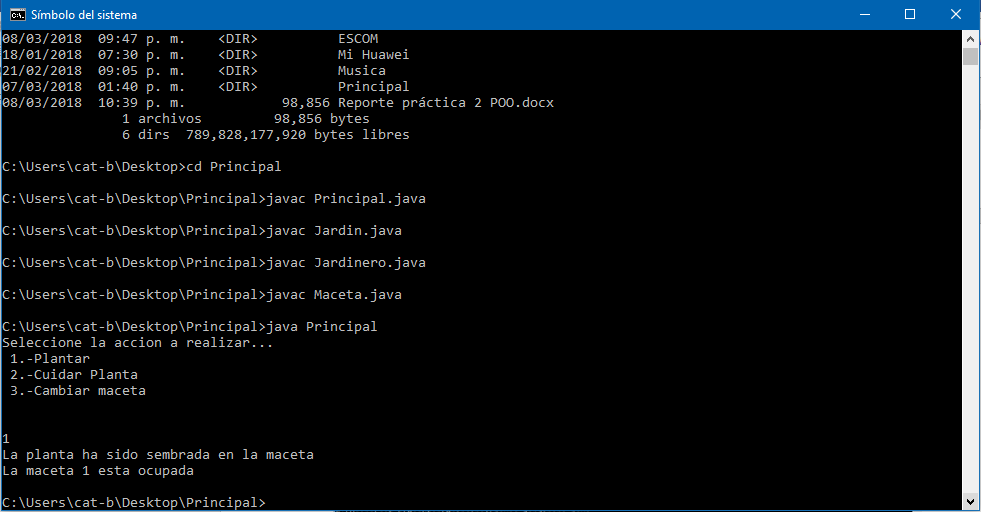 Símbolo del sistema
08/03/2018  09:47 p. m.    <DIR>          ESCOM
18/01/2018  07:30 p. m.    <DIR>          Mi Huawei
21/02/2018  09:05 p. m.    <DIR>          Musica
07/03/2018  01:40 p. m.    <DIR>          Principal
08/03/2018  10:39 p. m.            98,856 Reporte práctica 2 POO.docx
               1 archivos         98,856 bytes
               6 dirs  789,828,177,920 bytes libres
C:\Users\cat-b\Desktop>cd Principal
C:\Users\cat-b\Desktop\Principal>javac Principal.java
C:\Users\cat-b\Desktop\Principal>javac Jardin.java
C:\Users\cat-b\Desktop\Principal>javac Jardinero.java
C:\Users\cat-b\Desktop\Principal>javac Maceta.java
C:\Users\cat-b\Desktop\Principal>java Principal
Seleccione la accion a realizar...
 1.-Plantar
 2.-Cuidar Planta
 3.-Cambiar maceta
1
La planta ha sido sembrada en la maceta
La maceta 1 esta ocupada
C:\Users\cat-b\Desktop\Principal>